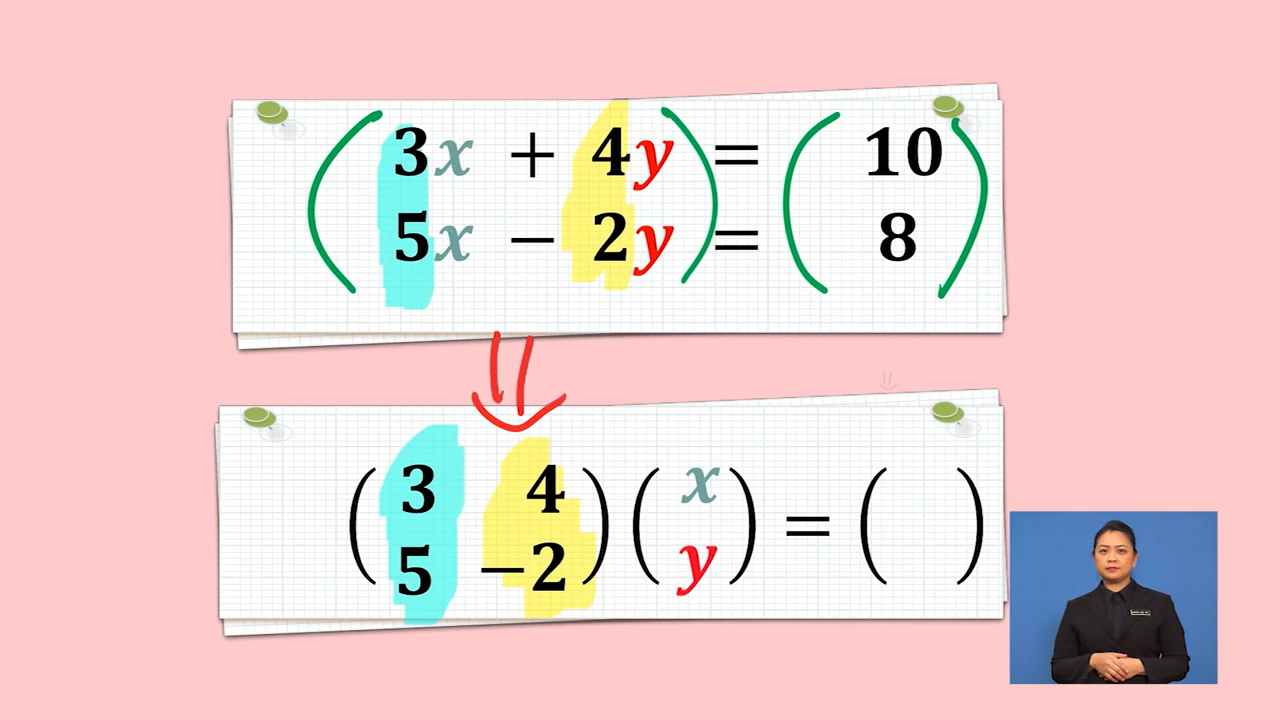 3x + 4y = 10
5x − 2y = 8
( 3 4 ) ( x ) = ( )
( 5 −2 ) ( y )